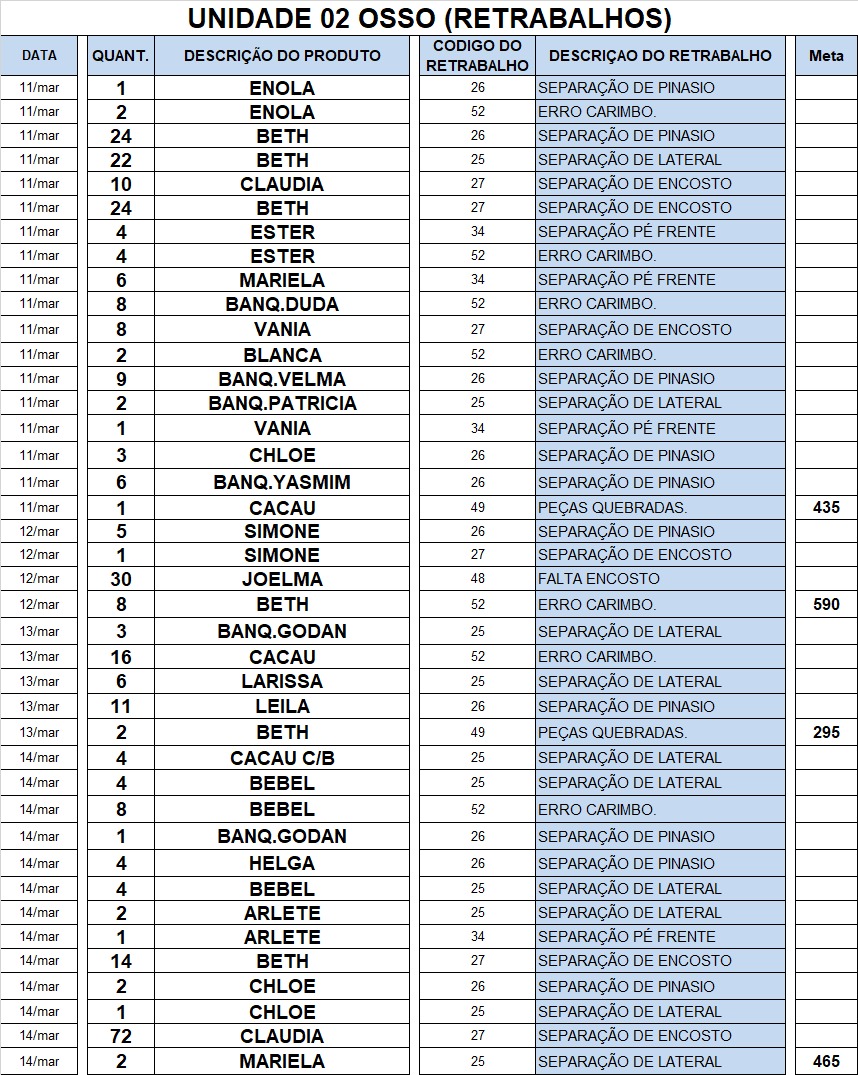 UNIDADE 02 OSSO (RETRABALHOS)
DATA QUANT. DESCRIÇÃO DO PRODUTO CODIGO DO RETRABALHO DESCRIÇAO DO RETRABALHO Meta
11/mar 1 ENOLA 26 SEPARAÇÃO DE PINASIO
11/mar 2 ENOLA 52 ERRO CARIMBO.
11/mar 24 BETH 26 SEPARAÇÃO DE PINASIO
11/mar 22 BETH 25 SEPARAÇÃO DE LATERAL
11/mar 10 CLAUDIA 27 SEPARAÇÃO DE ENCOSTO
11/mar 24 BETH 27 SEPARAÇÃO DE ENCOSTO
11/mar 4 ESTER 34 SEPARAÇÃO PÉ FRENTE
11/mar 4 ESTER 52 ERRO CARIMBO.
11/mar 6 MARIELA 34 SEPARAÇÃO PÉ FRENTE
11/mar 8 BANQ.DUDA 52 ERRO CARIMBO.
11/mar 8 VANIA 27 SEPARAÇÃO DE ENCOSTO
11/mar 2 BLANCA 52 ERRO CARIMBO.
11/mar 9 BANQ.VELMA 26 SEPARAÇÃO DE PINASIO
11/mar 2 BANQ.PATRICIA 25 SEPARAÇÃO DE LATERAL
11/mar 1 VANIA 34 SEPARAÇÃO PÉ FRENTE
11/mar 3 CHLOE 26 SEPARAÇÃO DE PINASIO
11/mar 6 BANQ.YASMIM 26 SEPARAÇÃO DE PINASIO
11/mar 1 CACAU 49 PEÇAS QUEBRADAS. 435
12/mar 5 SIMONE 26 SEPARAÇÃO DE PINASIO
12/mar 1 SIMONE 27 SEPARAÇÃO DE ENCOSTO
12/mar 30 JOELMA 48 FALTA ENCOSTO
12/mar 8 BETH 52 ERRO CARIMBO. 590
13/mar 3 BANQ.GODAN 25 SEPARAÇÃO DE LATERAL
13/mar 16 CACAU 52 ERRO CARIMBO.
13/mar 6 LARISSA 25 SEPARAÇÃO DE LATERAL
13/mar 11 LEILA 26 SEPARAÇÃO DE PINASIO
13/mar 2 BETH 49 PEÇAS QUEBRADAS. 295
14/mar 4 CACAU C/B 25 SEPARAÇÃO DE LATERAL
14/mar 4 BEBEL 25 SEPARAÇÃO DE LATERAL
14/mar 8 BEBEL 52 ERRO CARIMBO.
14/mar 1 BANQ.GODAN 26 SEPARAÇÃO DE PINASIO
14/mar 4 HELGA 26 SEPARAÇÃO DE PINASIO
14/mar 4 BEBEL 25 SEPARAÇÃO DE LATERAL
14/mar 2 ARLETE 25 SEPARAÇÃO DE LATERAL
14/mar 1 ARLETE 34 SEPARAÇÃO PÉ FRENTE
14/mar 14 BETH 27 SEPARAÇÃO DE ENCOSTO
14/mar 2 CHLOE 26 SEPARAÇÃO DE PINASIO
14/mar 1 CHLOE 25 SEPARAÇÃO DE LATERAL
14/mar 72 CLAUDIA 27 SEPARAÇÃO DE ENCOSTO
14/mar 2 MARIELA 25 SEPARAÇÃO DE LATERAL 465